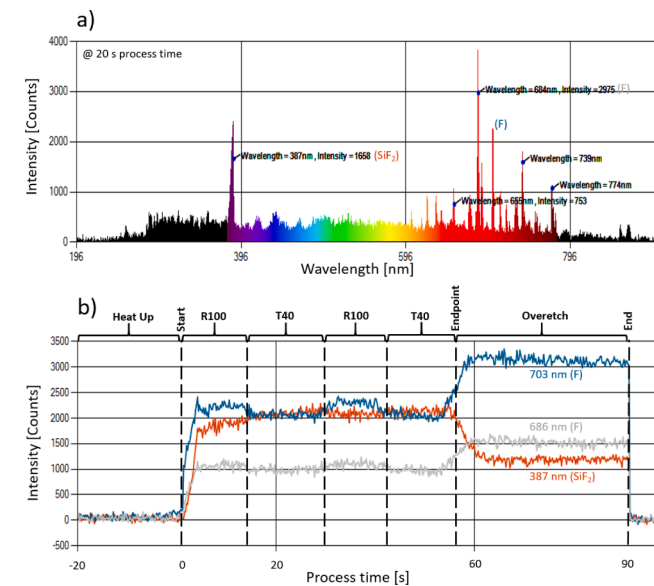 a)
Intensity [Counts]
4000
3000
2000
1000
0
@ 20 s process time
Wavelength = 684nm , Intensity = 2975 (F)
(F)
Wavelength = 387nm , Intensity = 1658 (SiF₂)
Wavelength = 739nm
Wavelength = 774nm
Wavelength = 655nm, Intensity = 753
196
396
596
796
Wavelength [nm]
b)
Heat Up
Start
R100
T40
R100
T40
Endpoint
Overetch
End
Intensity [Counts]
3500
3000
2500
2000
1500
1000
500
0
-500
703 nm (F)
686 nm (F)
387 nm (SiF₂)
-20
0
20
60
90
Process time [s]